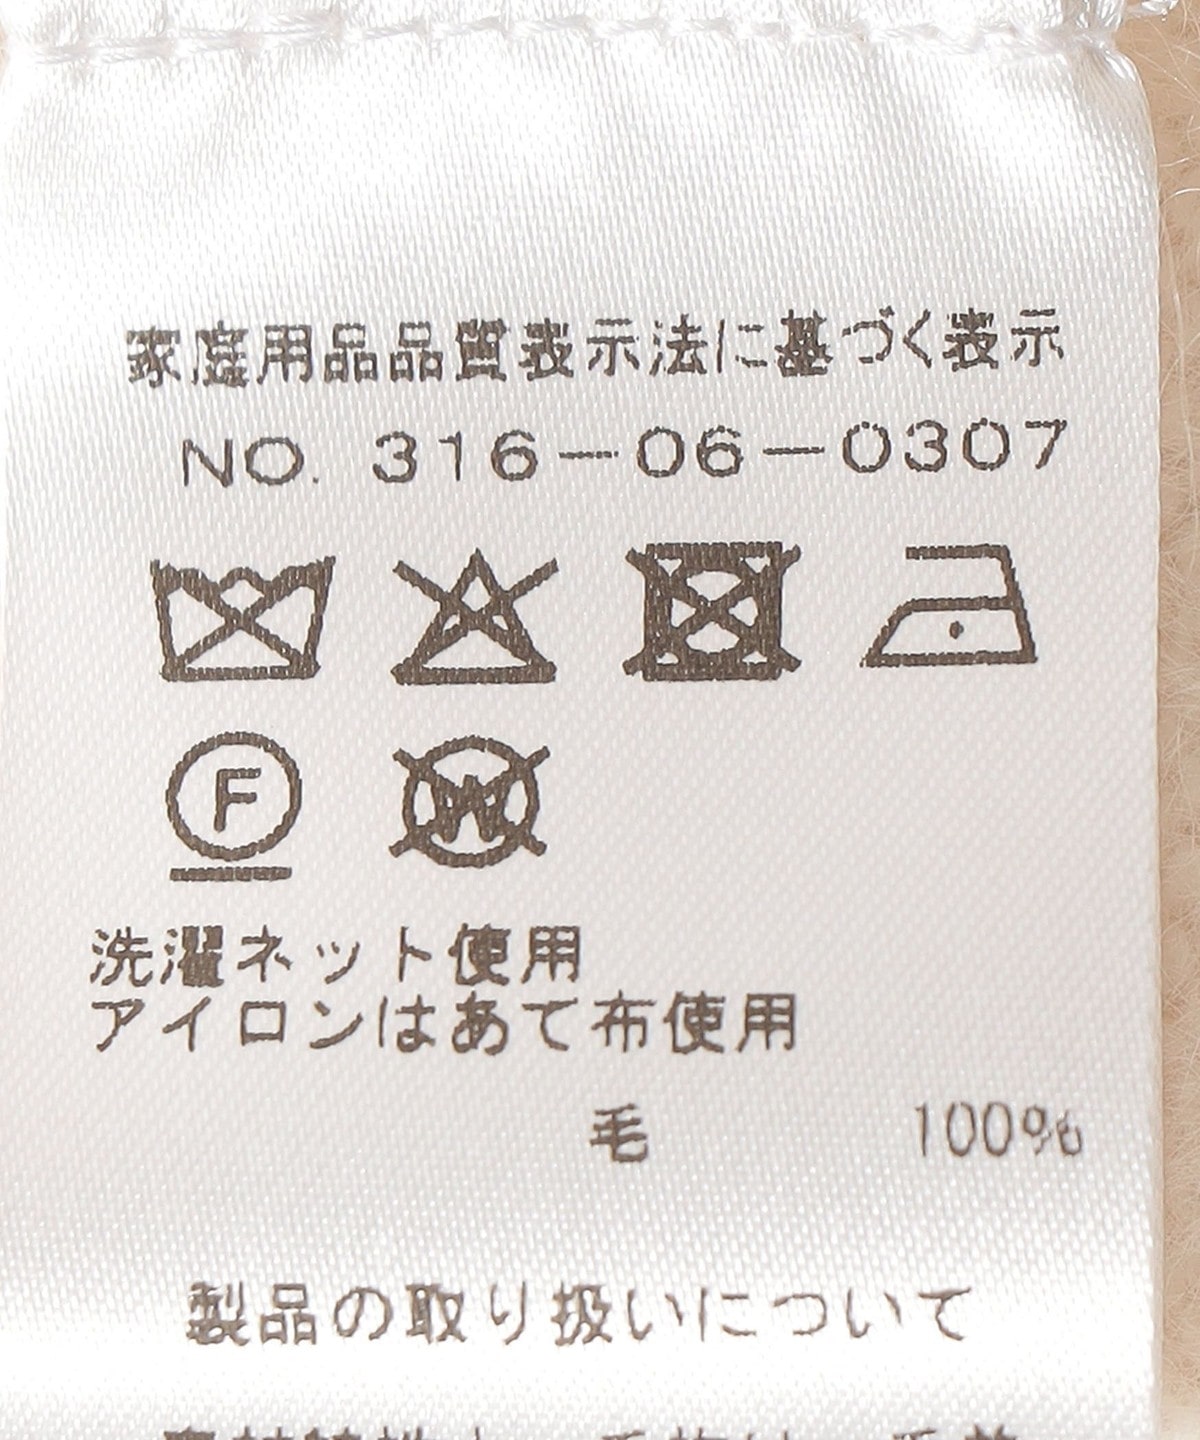 家庭用品品質表示法に基づく表示
NO. 316-06-0307
F W
洗濯ネット使用
アイロンはあて布使用
毛 100%
製品の取り扱いについて